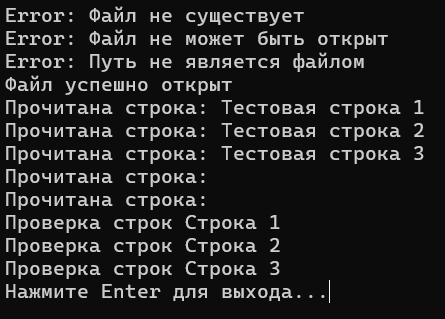 Error: Файл не существует
Error: Файл не может быть открыт
Error: Путь не является файлом
Файл успешно открыт
Прочитана строка: Тестовая строка 1
Прочитана строка: Тестовая строка 2
Прочитана строка: Тестовая строка 3
Прочитана строка:
Прочитана строка:
Проверка строк Строка 1
Проверка строк Строка 2
Проверка строк Строка 3
Нажмите Enter для выхода...